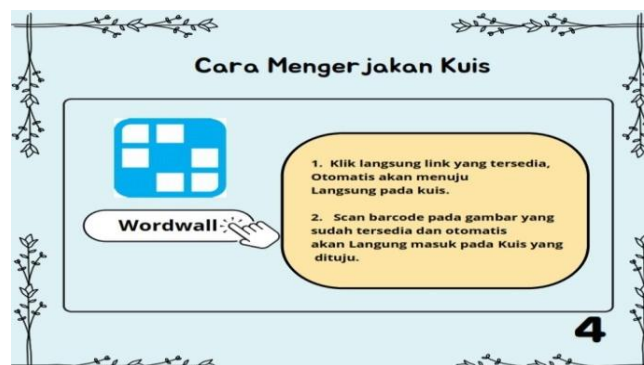 Cara Mengerjakan Kuis
Wordwall
1. Klik langsung link yang tersedia,
Otomatis akan menuju
Langsung pada kuis.
2. Scan barcode pada gambar yang
sudah tersedia dan otomatis
akan Langung masuk pada Kuis yang
dituju.
4